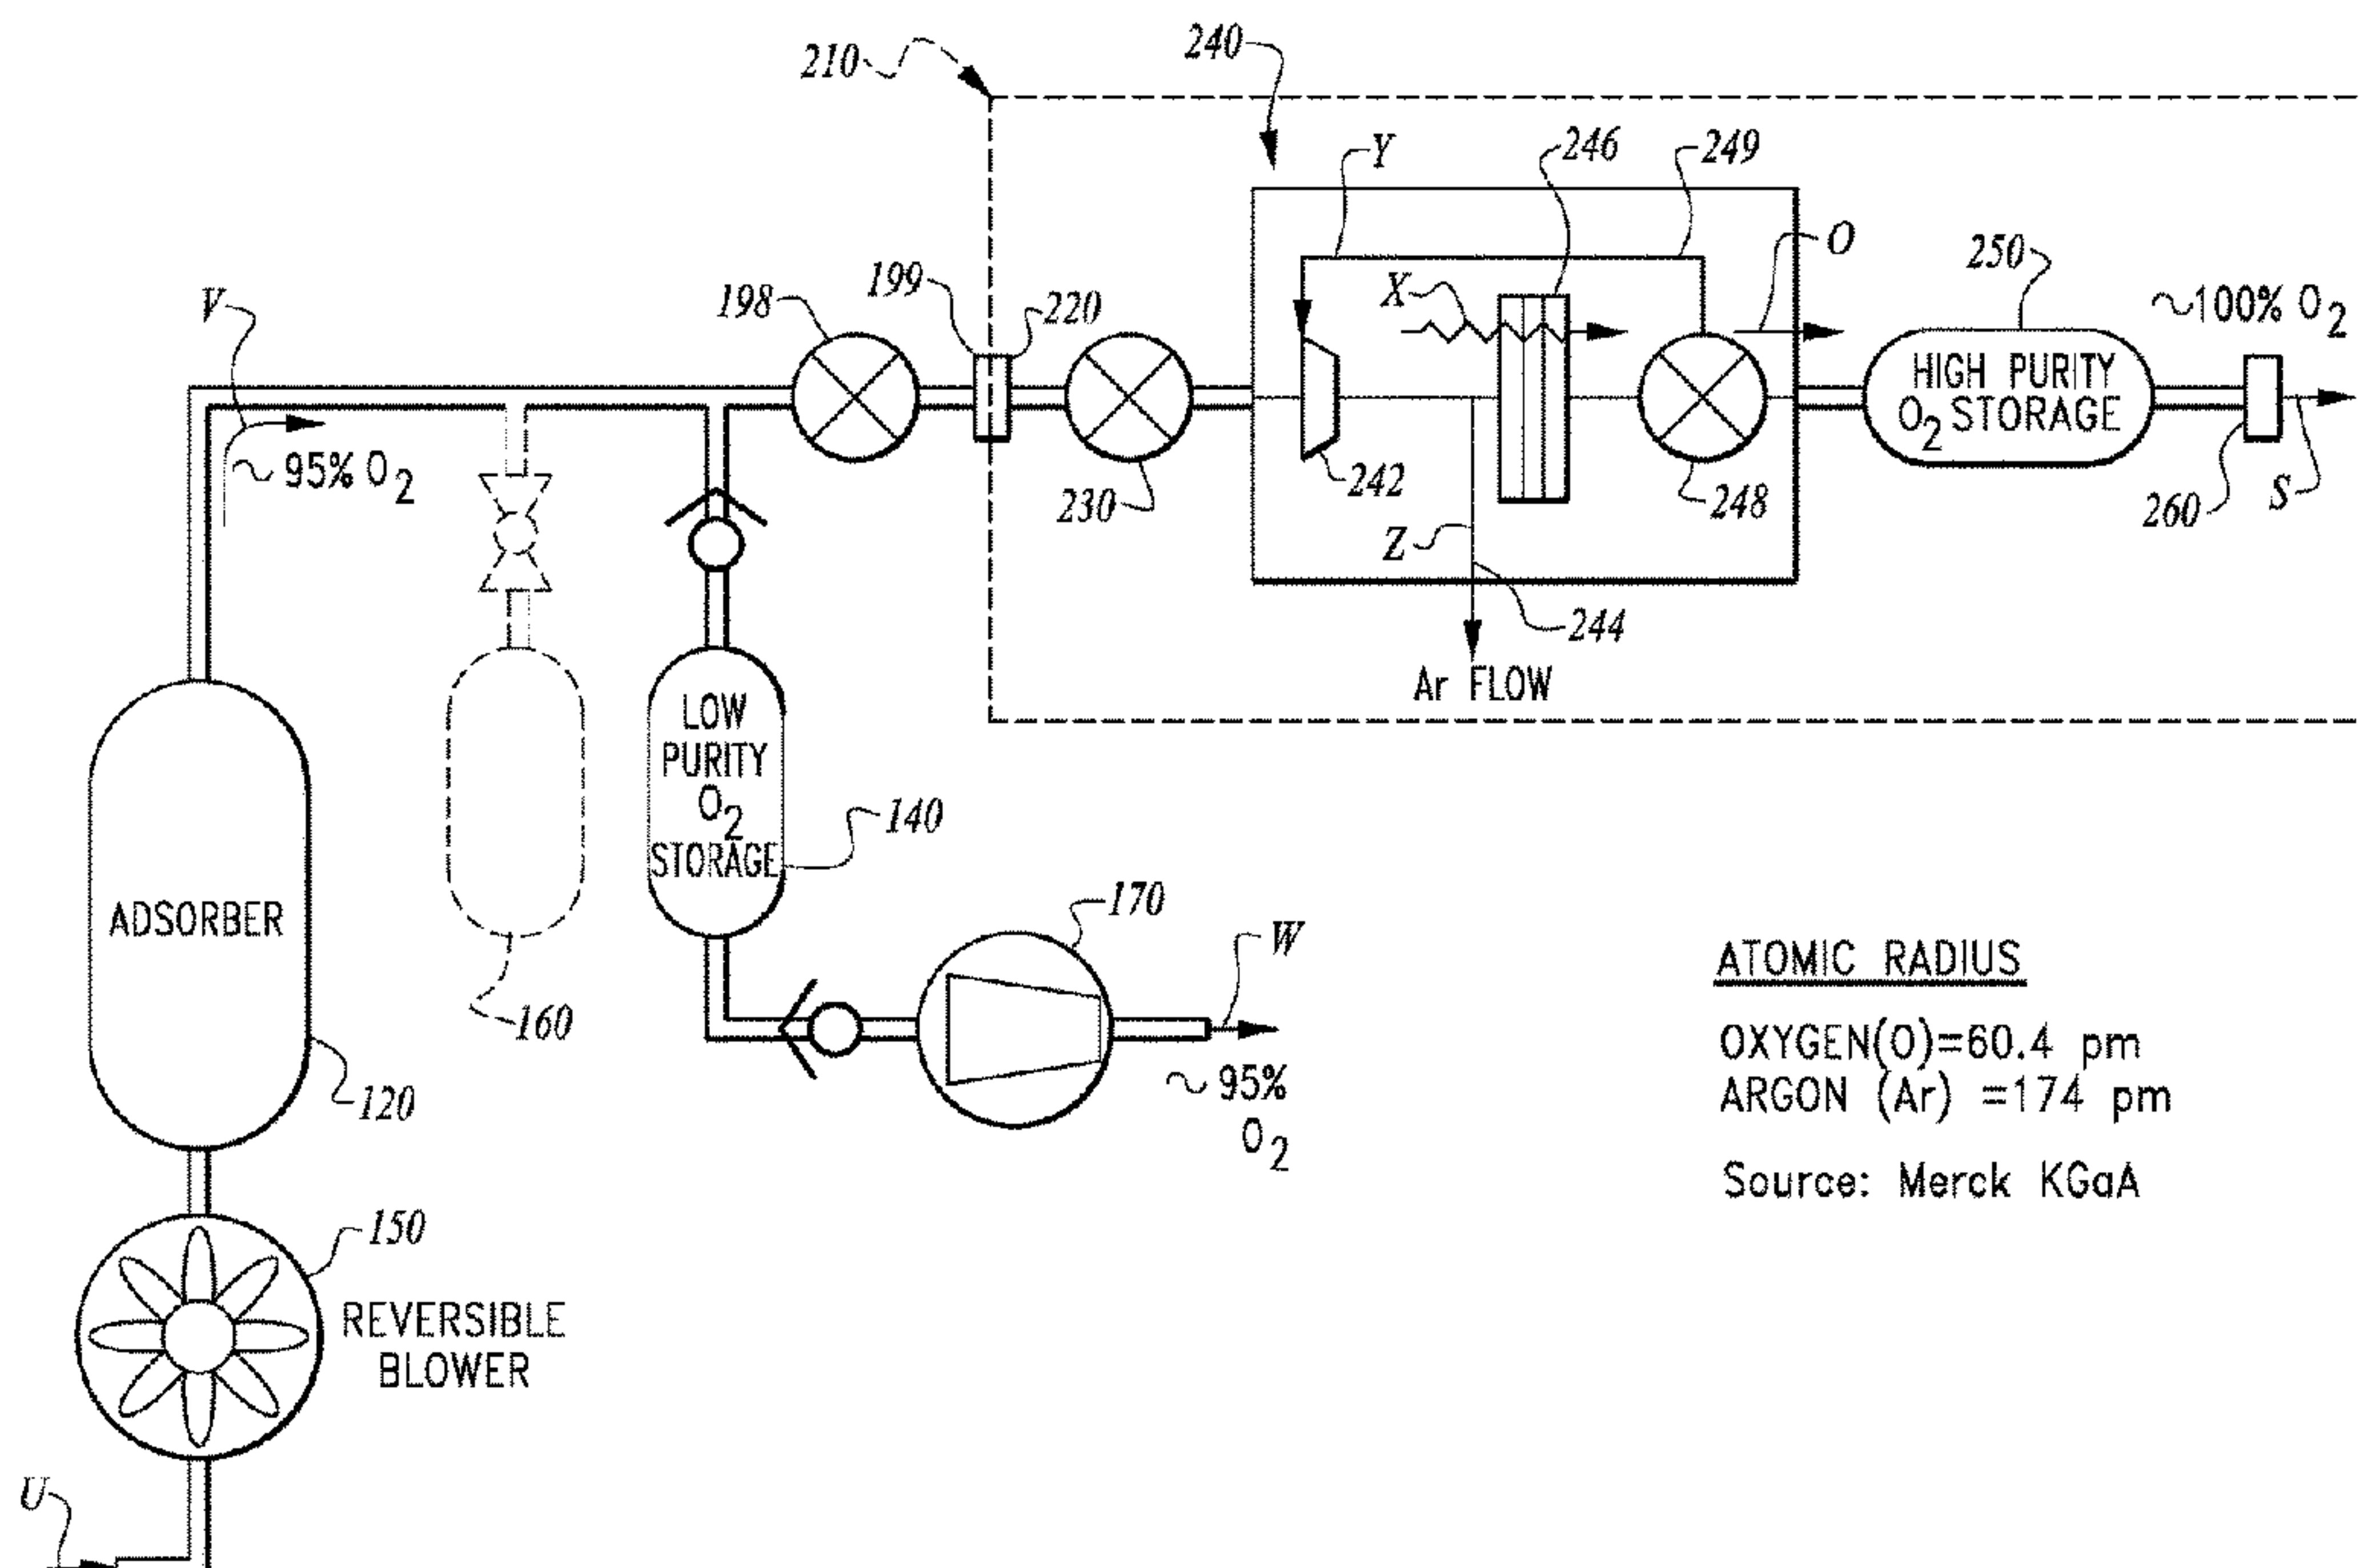 210
240
Y
246
249
O
250
~100% O2
V
198
199
220
X
HIGH PURITY
O2 STORAGE
~ 95% O2
242
230
Z
248
260
S
244
Ar FLOW
LOW
PURITY
O2
STORAGE
140
ADSORBER
170
W
160
~ 95%
O2
120
ATOMIC RADIUS
OXYGEN(O)=60.4 pm
ARGON (Ar) =174 pm
Source: Merck KGaA
150
REVERSIBLE
BLOWER
U